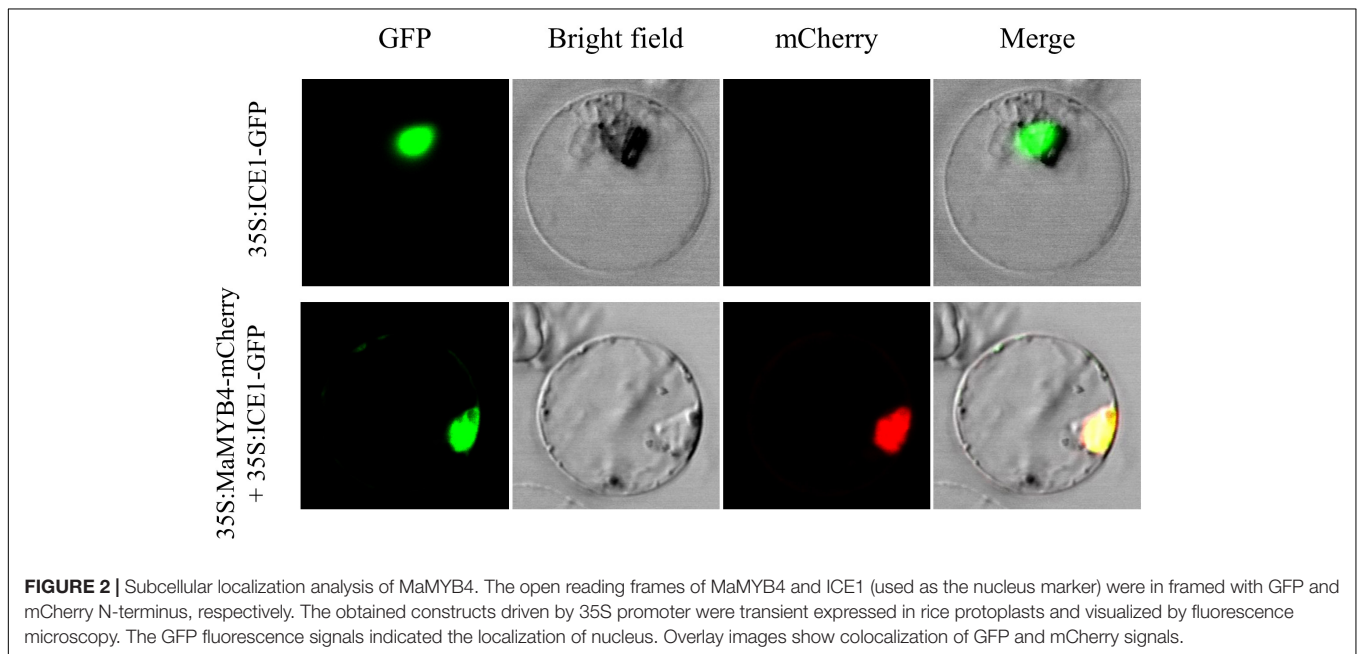 GFP Bright field mCherry Merge
35S:ICE1-GFP
35S:MaMYB4-mCherry
+ 35S:ICE1-GFP
FIGURE 2 | Subcellular localization analysis of MaMYB4. The open reading frames of MaMYB4 and ICE1 (used as the nucleus marker) were in framed with GFP and
mCherry N-terminus, respectively. The obtained constructs driven by 35S promoter were transient expressed in rice protoplasts and visualized by fluorescence
microscopy. The GFP fluorescence signals indicated the localization of nucleus. Overlay images show colocalization of GFP and mCherry signals.